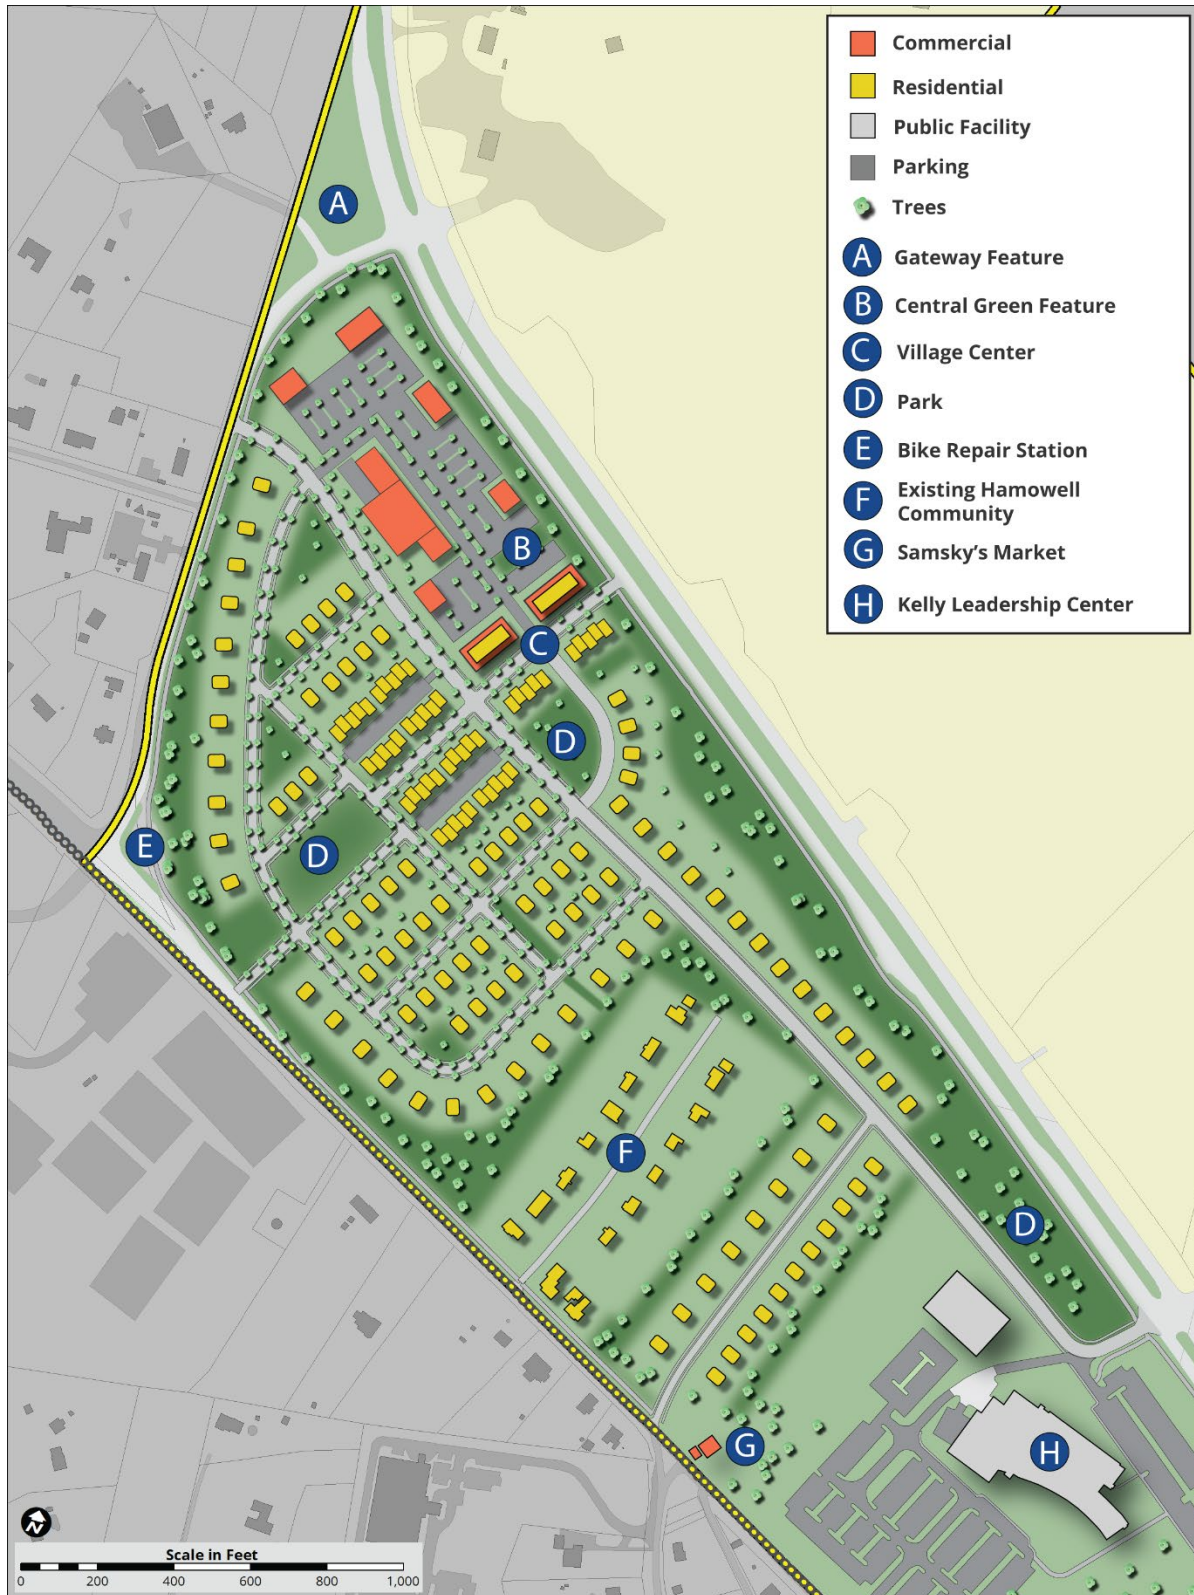 Commercial
Residential
Public Facility
Parking
Trees
A Gateway Feature
B Central Green Feature
C Village Center
D Park
E Bike Repair Station
F Existing Hamowell
Community
G Samsky's Market
H Kelly Leadership Center
A
B
C
D
D
E
F
D
G
H
N
Scale in Feet
0 200 400 600 800 1,000